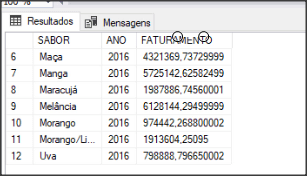 100 %
Resultados Mensagens
SABOR ANO FATURAMENTO
6 Maça 2016 4321369,73729999
7 Manga 2016 5725142,62582499
8 Maracujá 2016 1987886,74560001
9 Melância 2016 6128144,29499999
10 Morango 2016 974442,268800002
11 Morango/Li... 2016 1913604,25095
12 Uva 2016 798888,796650002